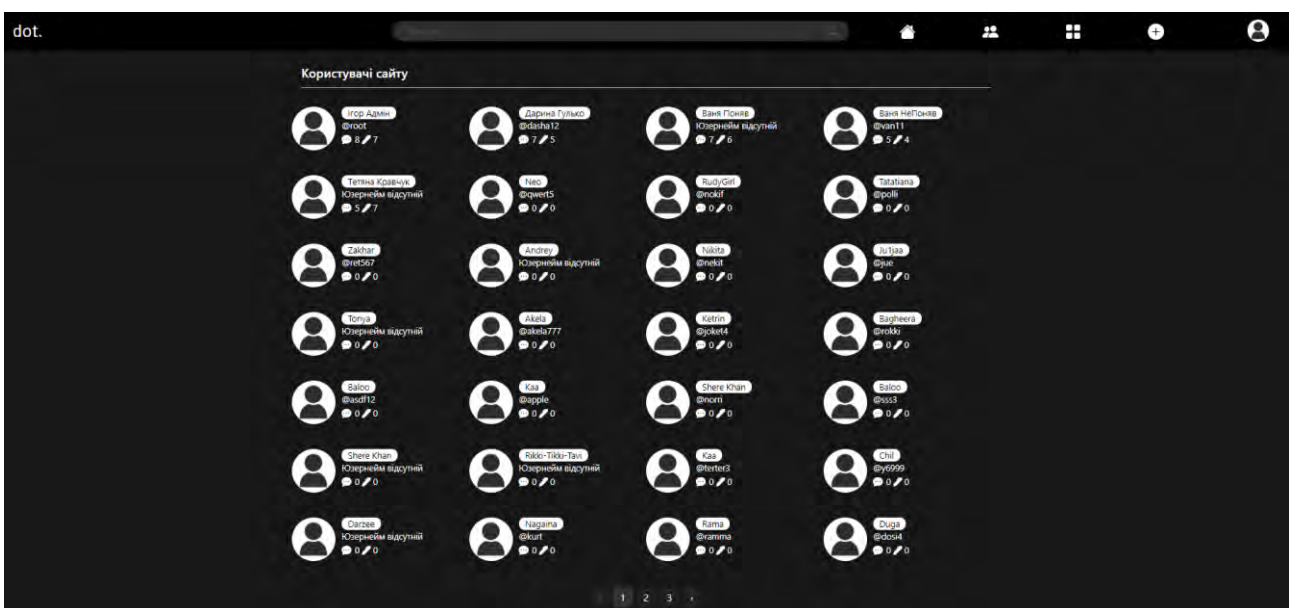 dot.
Користувачі сайту
Ігор Адмін
@root
8 7
Дарина Гулько
@dasha12
7 5
Ваня Поняв
Юзернейм відсутній
7 6
Ваня НеПоняв
@van11
5 4
Тетяна Кравчук
Юзернейм відсутній
5 7
Neo
@qwert5
0 0
RudyGirl
@nokif
0 0
Tatatiana
@polli
0 0
Zakhar
@ret567
0 0
Andrey
Юзернейм відсутній
0 0
Nikita
@nekit
0 0
Ju1jaa
@jue
0 0
Tonya
Юзернейм відсутній
0 0
Akela
@akela777
0 0
Ketrin
@joket4
0 0
Bagheera
@rokki
0 0
Baloo
@asdf12
0 0
Kaa
@apple
0 0
Shere Khan
@norri
0 0
Baloo
@sss3
0 0
Shere Khan
Юзернейм відсутній
0 0
Rikki-Tikki-Tavi
Юзернейм відсутній
0 0
Kaa
@terter3
0 0
Chil
@y6999
0 0
Darzee
Юзернейм відсутній
0 0
Nagaina
@kurt
0 0
Rama
@ramma
0 0
Duga
@dosi4
0 0
‹ 1 2 3 ›